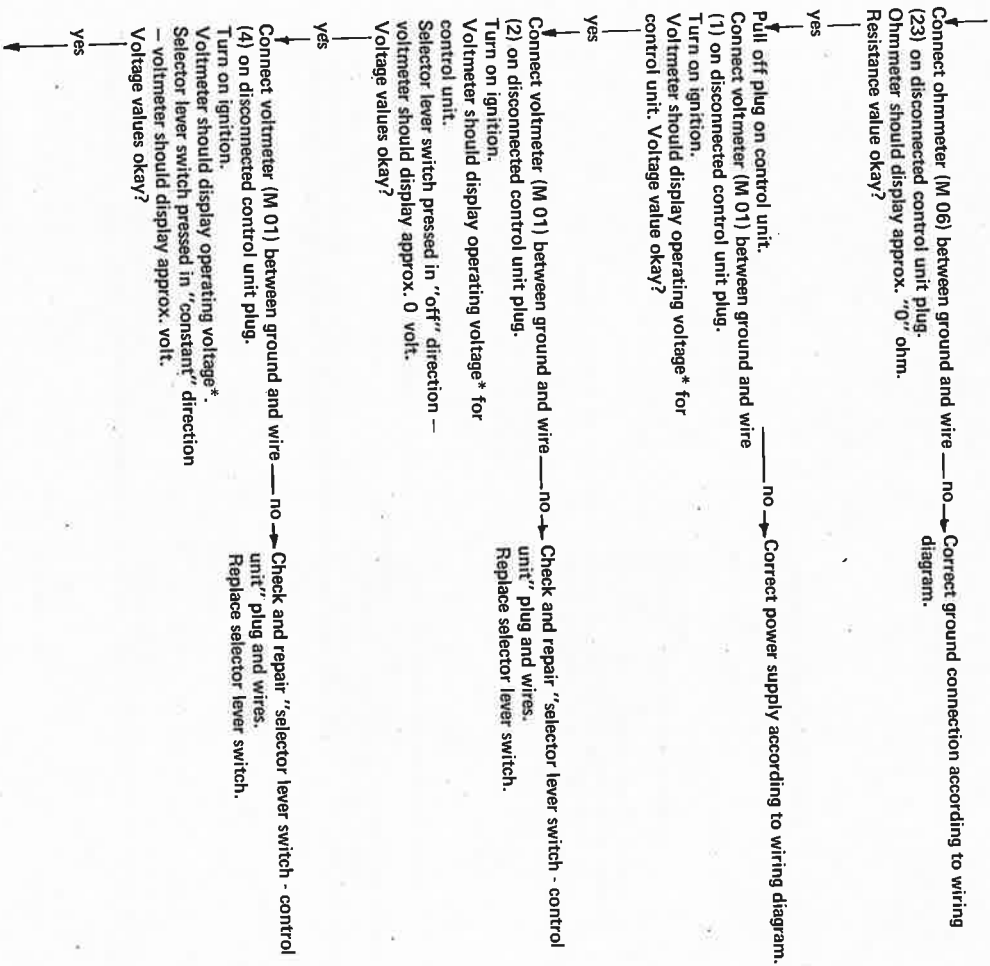 Connect ohmmeter (M 06) between ground and wire
(23) on disconnected control unit plug.
Ohmmeter should display approx. "0" ohm.
Resistance value okay?
no
Correct ground connection according to wiring
diagram.
yes
Pull off plug on control unit.
Connect voltmeter (M 01) between ground and wire
(1) on disconnected control unit plug.
Turn on ignition.
Voltmeter should display operating voltage* for
control unit. Voltage value okay?
no
Correct power supply according to wiring diagram.
yes
Connect voltmeter (M 01) between ground and wire
(2) on disconnected control unit plug.
Turn on ignition.
Voltmeter should display operating voltage* for
control unit.
Selector lever switch pressed in "off" direction –
voltmeter should display approx. 0 volt.
Voltage values okay?
no
Check and repair "selector lever switch - control
unit" plug and wires.
Replace selector lever switch.
yes
Connect voltmeter (M 01) between ground and wire
(4) on disconnected control unit plug.
Turn on ignition.
Voltmeter should display operating voltage*.
Selector lever switch pressed in "constant" direction
– voltmeter should display approx. volt.
Voltage values okay?
no
Check and repair "selector lever switch - control
unit" plug and wires.
Replace selector lever switch.
yes